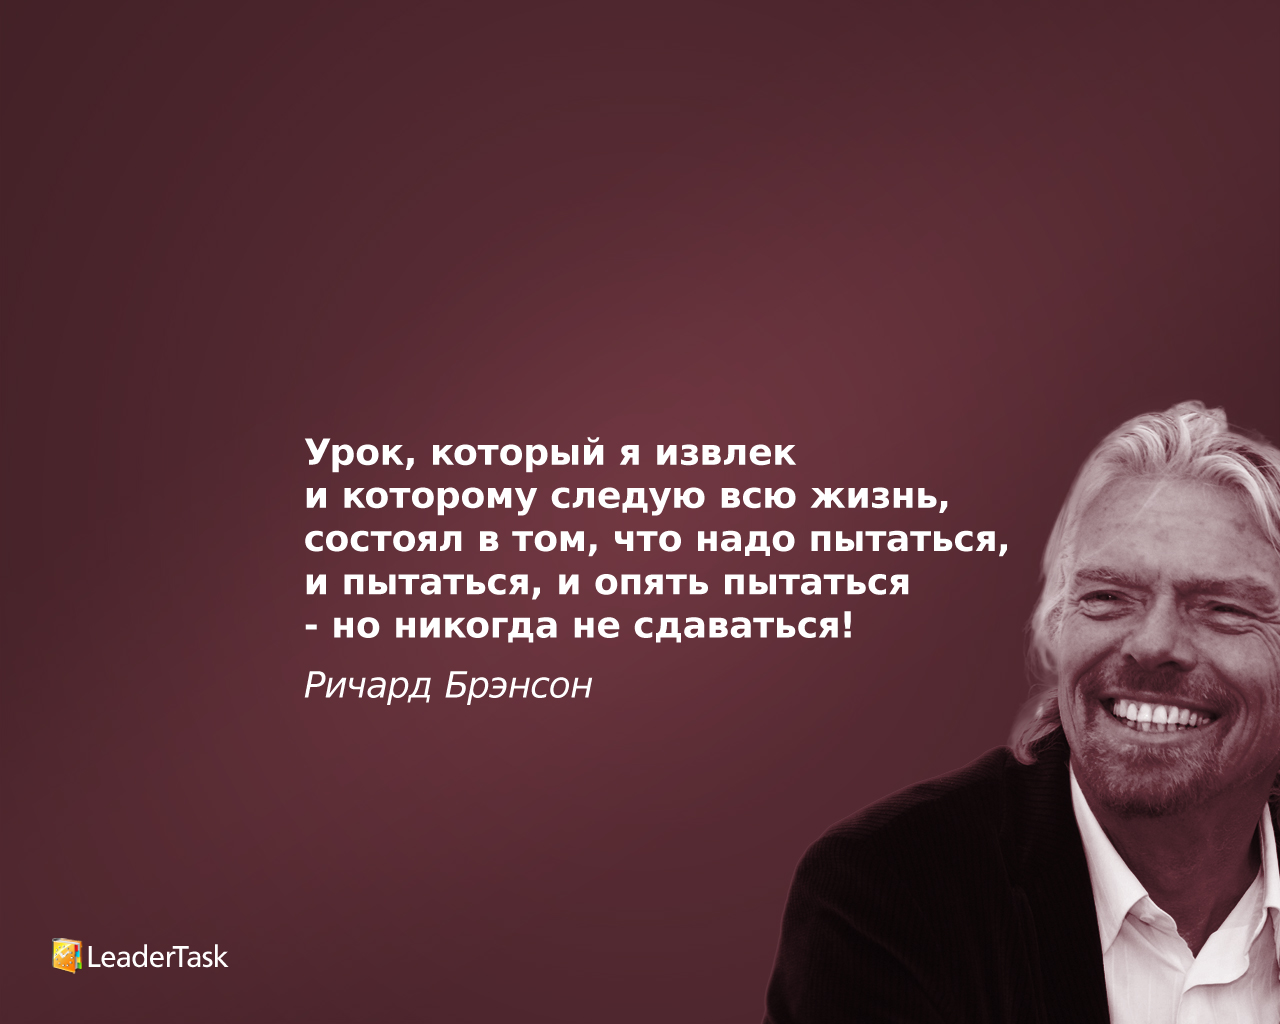 Урок, который я извлек
и которому следую всю жизнь,
состоял в том, что надо пытаться,
и пытаться, и опять пытаться
- но никогда не сдаваться!
Ричард Брэнсон
LeaderTask